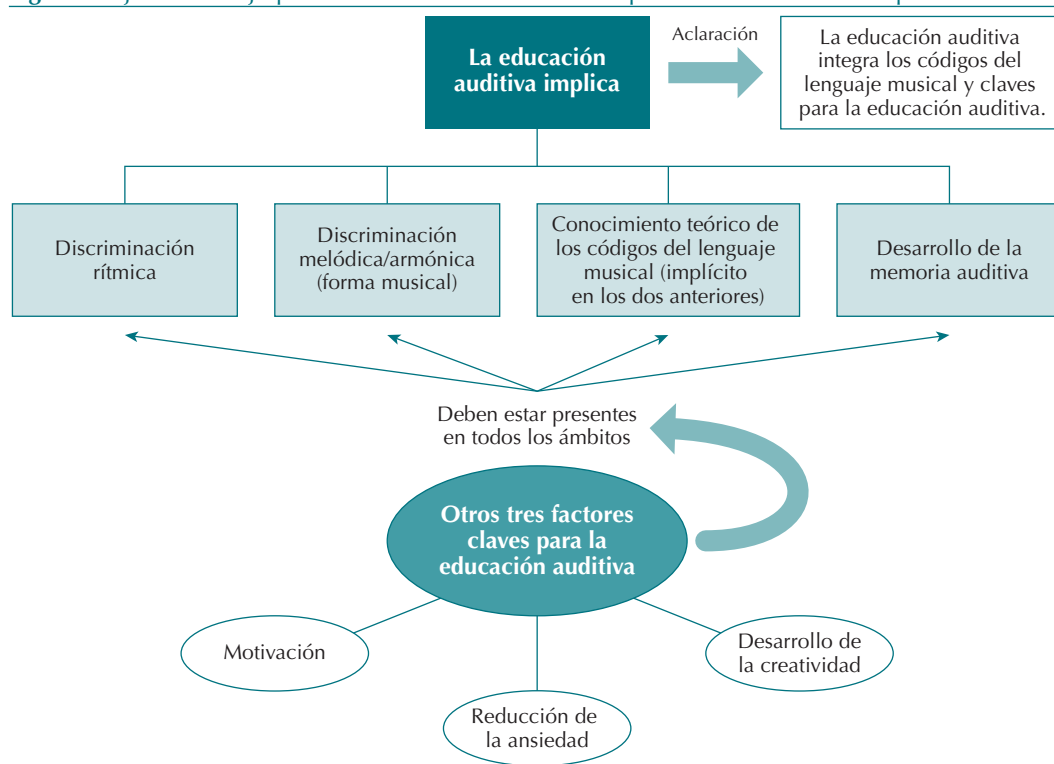 La educación
auditiva implica
Aclaración
La educación auditiva
integra los códigos del
lenguaje musical y claves
para la educación auditiva.
Discriminación
rítmica
Discriminación
melódica/armónica
(forma musical)
Conocimiento teórico de
los códigos del lenguaje
musical (implícito
en los dos anteriores)
Desarrollo de la
memoria auditiva
Deben estar presentes
en todos los ámbitos
Otros tres factores
claves para la
educación auditiva
Motivación
Reducción de
la ansiedad
Desarrollo de
la creatividad